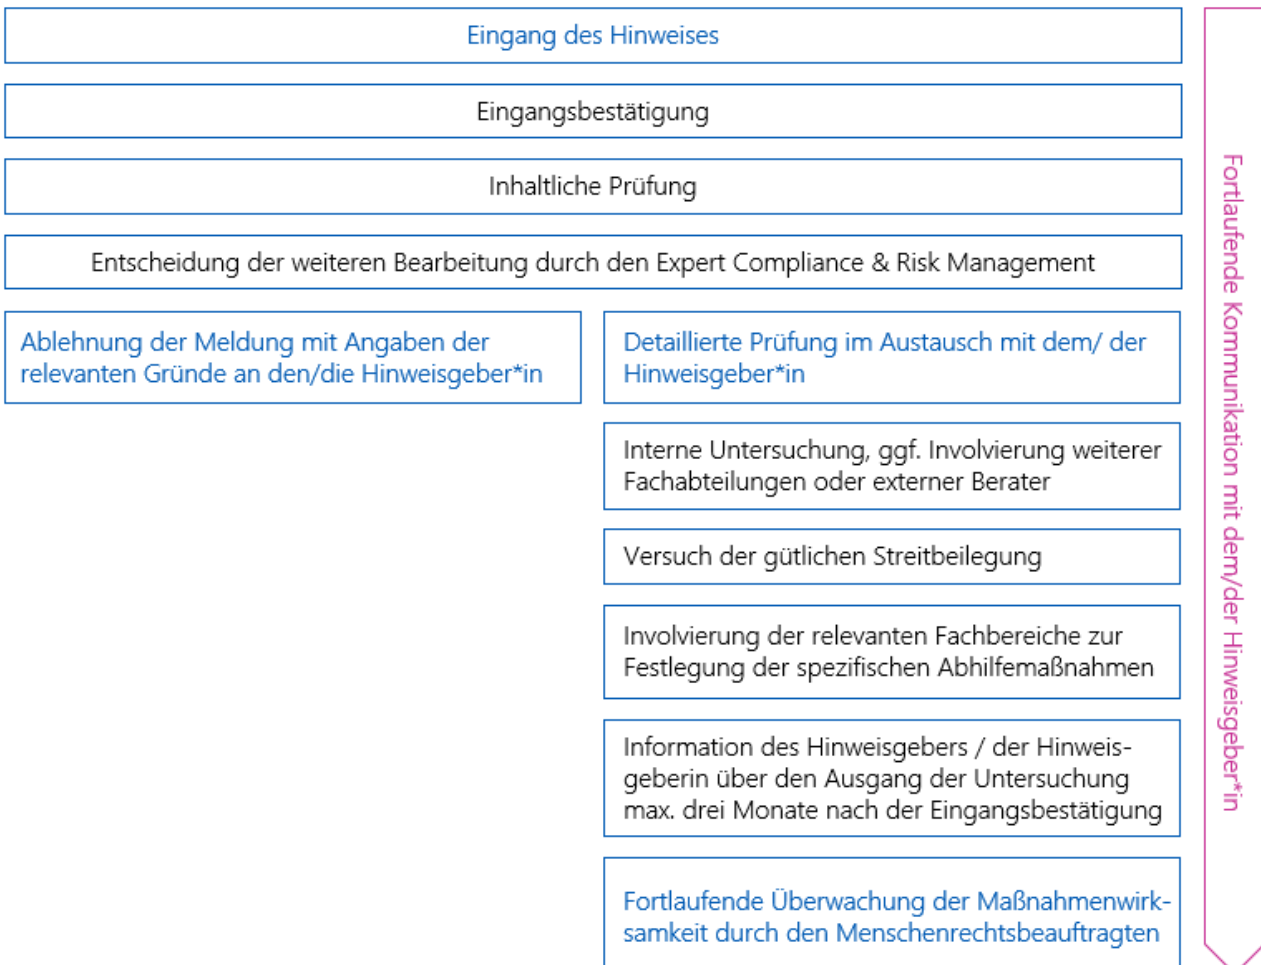 Eingang des Hinweises
Eingangsbestätigung
Inhaltliche Prüfung
Entscheidung der weiteren Bearbeitung durch den Expert Compliance & Risk Management
Ablehnung der Meldung mit Angaben der
relevanten Gründe an den/die Hinweisgeber*in
Detaillierte Prüfung im Austausch mit dem/ der
Hinweisgeber*in
Interne Untersuchung, ggf. Involvierung weiterer
Fachabteilungen oder externer Berater
Versuch der gütlichen Streitbeilegung
Involvierung der relevanten Fachbereiche zur
Festlegung der spezifischen Abhilfemaßnahmen
Information des Hinweisgebers / der Hinweis-
geberin über den Ausgang der Untersuchung
max. drei Monate nach der Eingangsbestätigung
Fortlaufende Überwachung der Maßnahmenwirk-
samkeit durch den Menschenrechtsbeauftragten
Fortlaufende Kommunikation mit dem/der Hinweisgeber*in